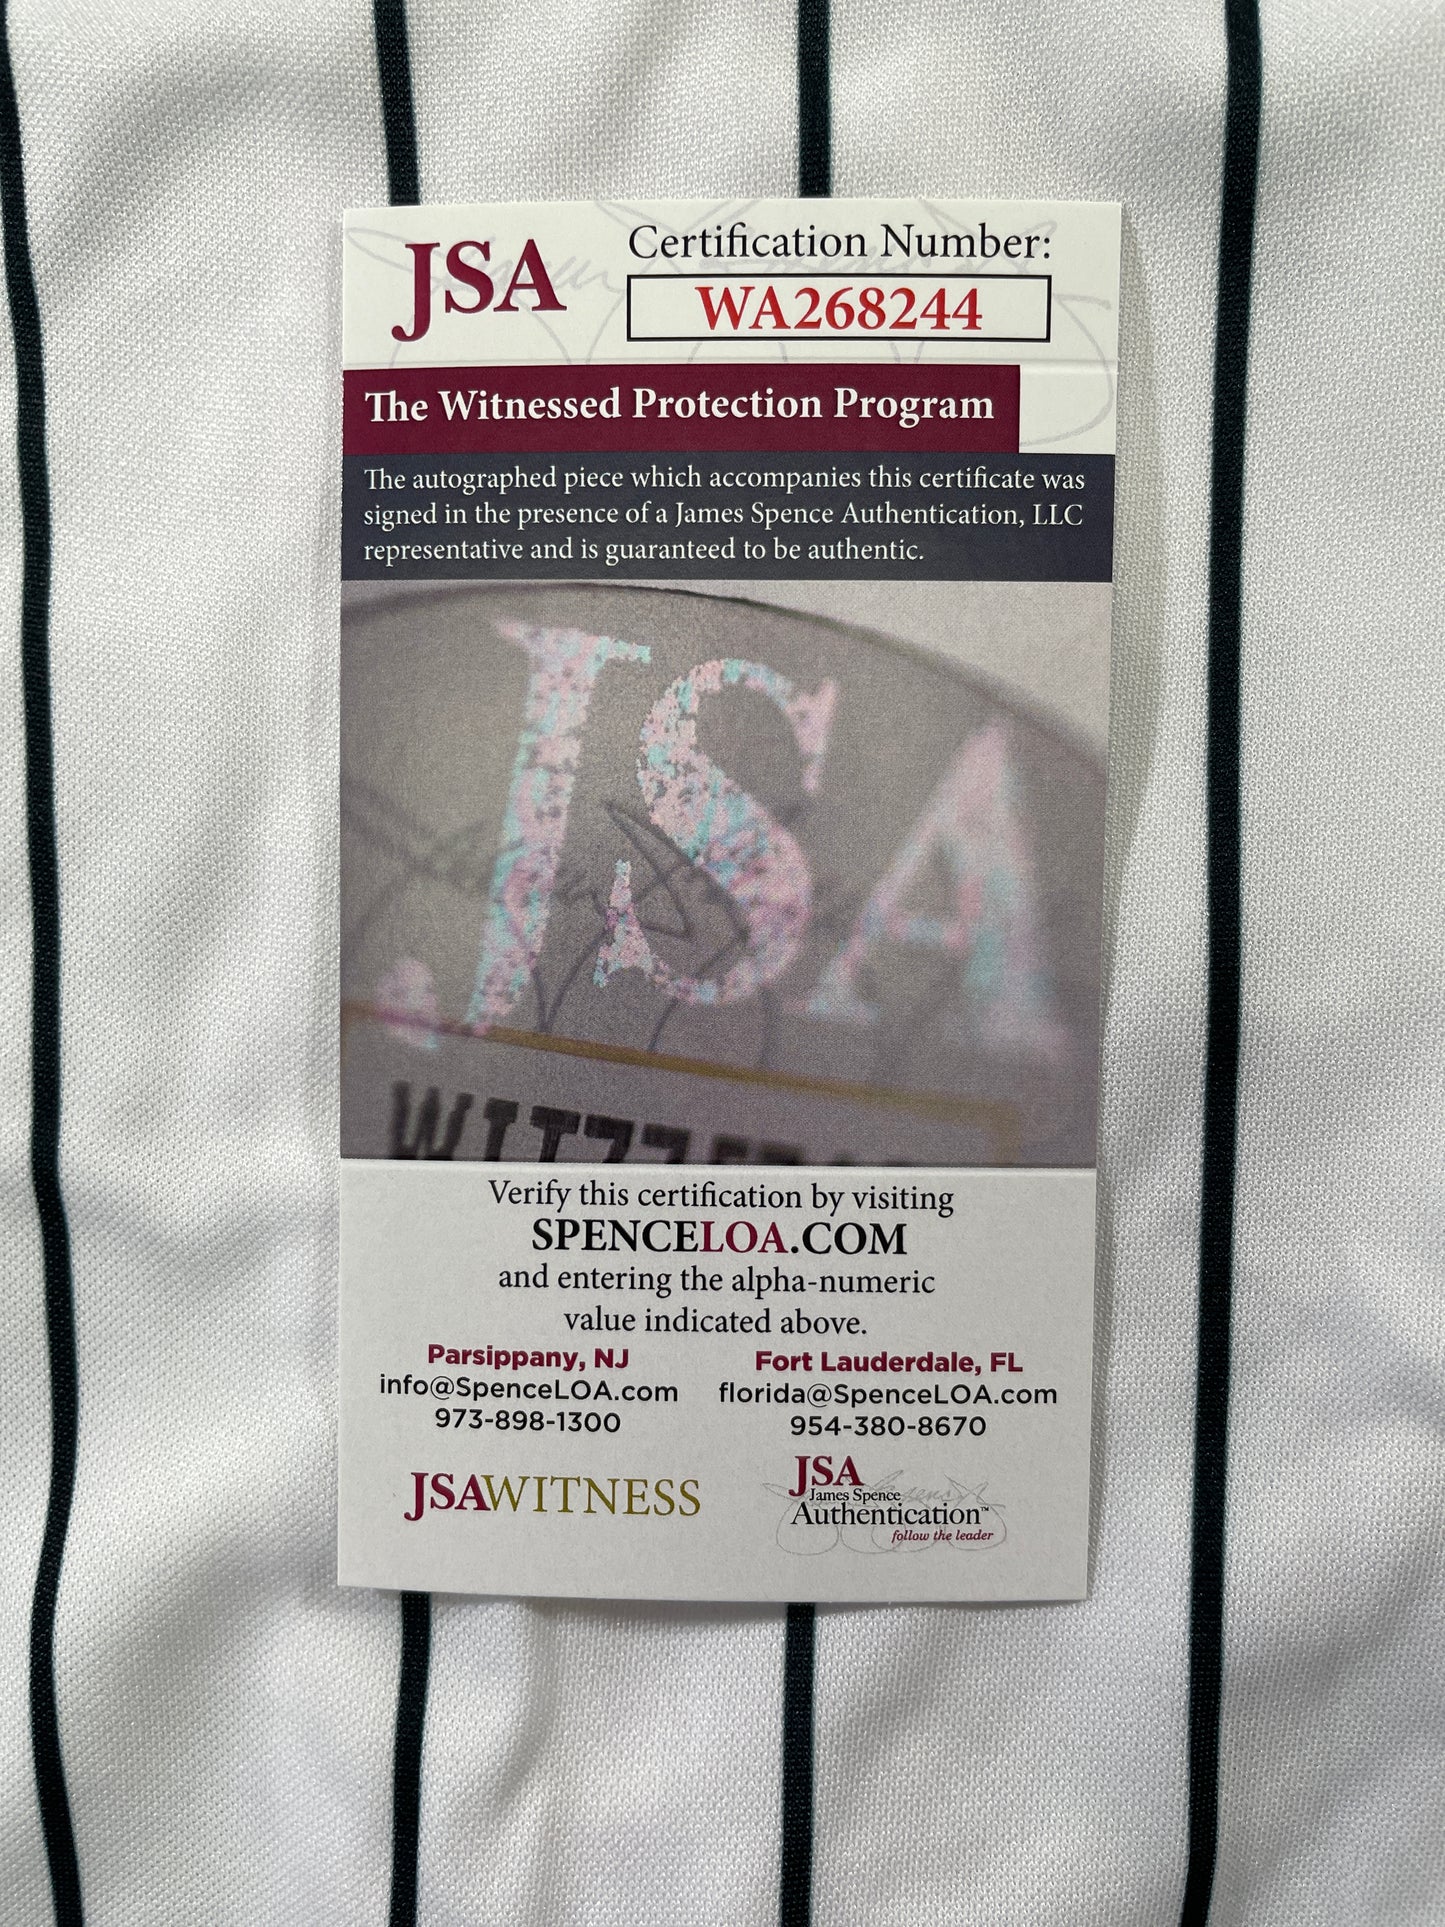 JSA
Certification Number:
WA268244
The Witnessed Protection Program
The autographed piece which accompanies this certificate was
signed in the presence of a James Spence Authentication, LLC
representative and is guaranteed to be authentic.
JSA
Verify this certification by visiting
SPENCELOA.COM
and entering the alpha-numeric
value indicated above.
Parsippany, NJ
info@SpenceLOA.com
973-898-1300
Fort Lauderdale, FL
florida@SpenceLOA.com
954-380-8670
JSAWITNESS
JSA
James Spence
Authentication™
follow the leader